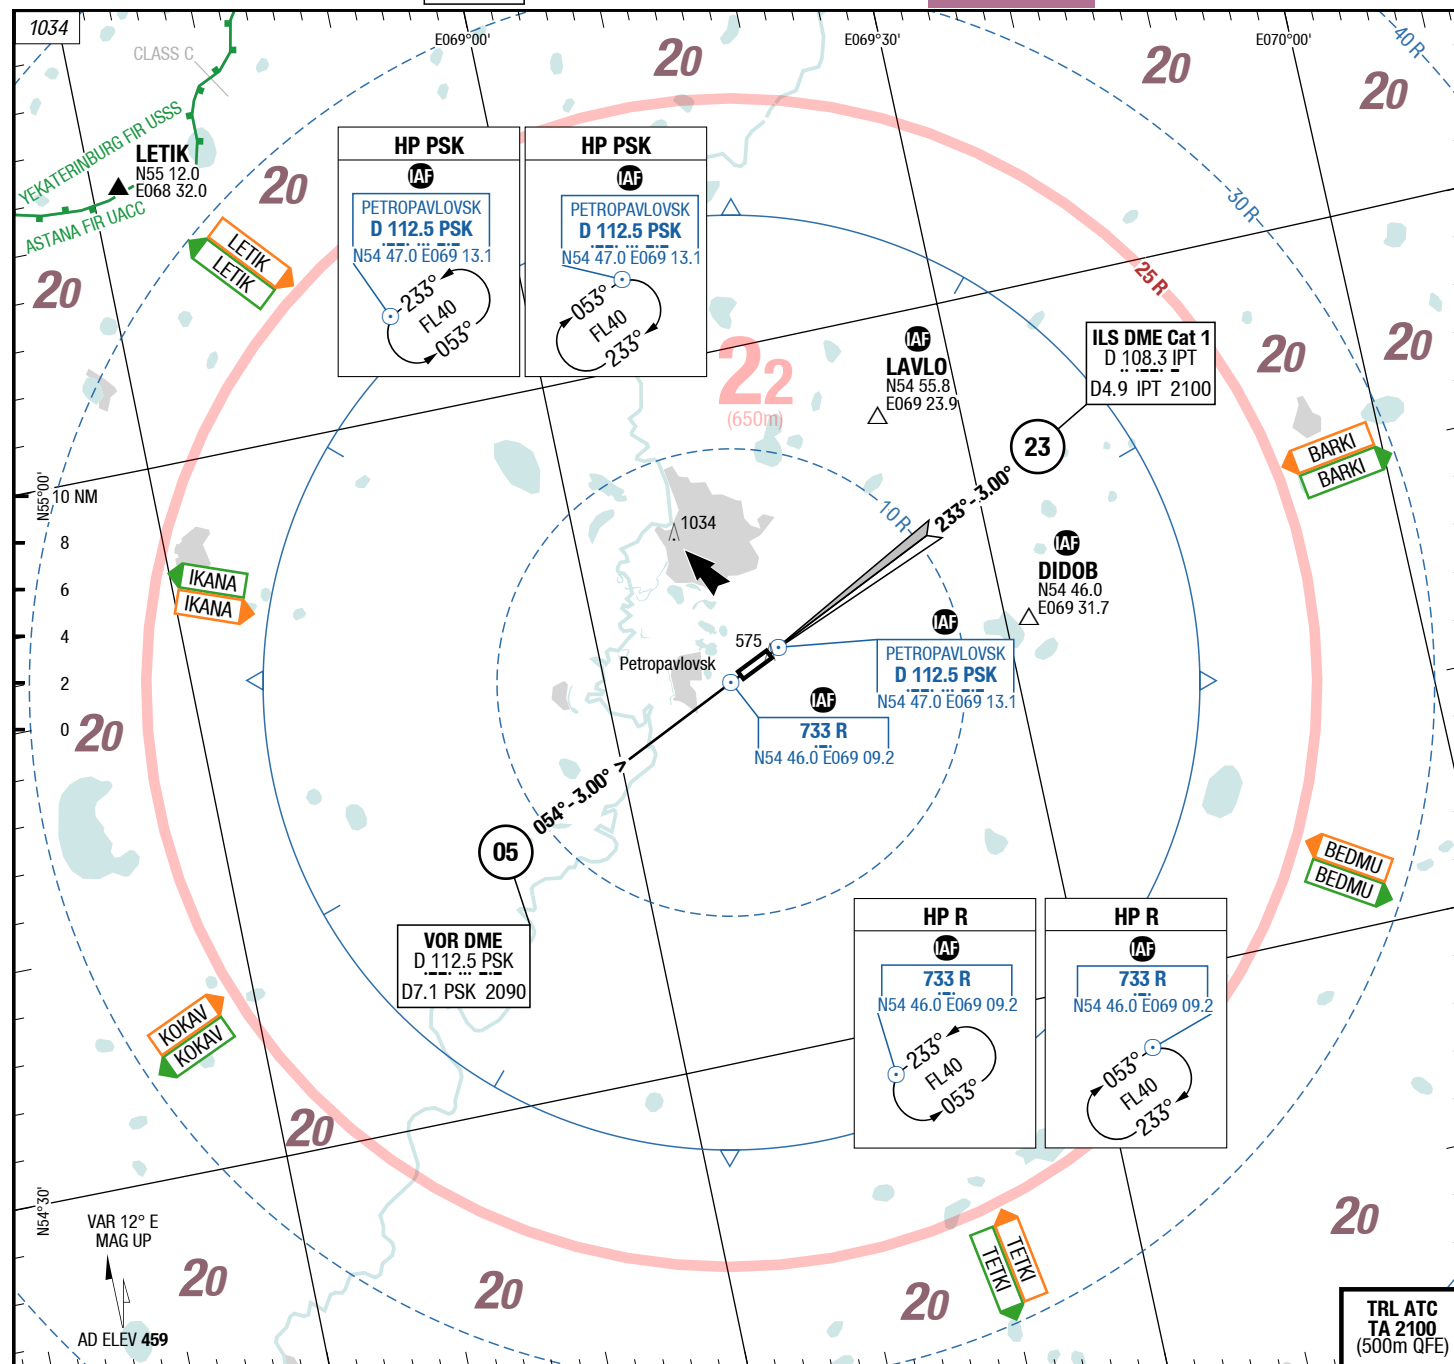 1034
E069°00'
E069°30'
E070°00'
40 R
CLASS C
20
20
20
YEKATERINBURG FIR USSS
ASTANA FIR UACC
LETIK
N55 12.0
E068 32.0
20
HP PSK
IAF
PETROPAVLOVSK
D 112.5 PSK
N54 47.0 E069 13.1
233°
FL40
053°
HP PSK
IAF
PETROPAVLOVSK
D 112.5 PSK
N54 47.0 E069 13.1
053°
FL40
233°
30 R
LETIK
LETIK
20
25 R
22
(650m)
IAF
LAVLO
N54 55.8
E069 23.9
ILS DME Cat 1
D 108.3 IPT
D4.9 IPT 2100
20
20
23
BARKI
BARKI
233° - 3.00°
N55°00'
10 NM
8
6
4
2
0
10 R
1034
IKANA
IKANA
IAF
DIDOB
N54 46.0
E069 31.7
575
Petropavlovsk
IAF
PETROPAVLOVSK
D 112.5 PSK
N54 47.0 E069 13.1
IAF
733 R
N54 46.0 E069 09.2
20
054° - 3.00° >
05
VOR DME
D 112.5 PSK
D7.1 PSK 2090
BEDMU
BEDMU
HP R
IAF
733 R
N54 46.0 E069 09.2
233°
FL40
053°
HP R
IAF
733 R
N54 46.0 E069 09.2
053°
FL40
233°
KOKAV
KOKAV
20
N54°30'
VAR 12° E
MAG UP
AD ELEV 459
20
20
20
TETKI
TETKI
20
TRL ATC
TA 2100
(500m QFE)